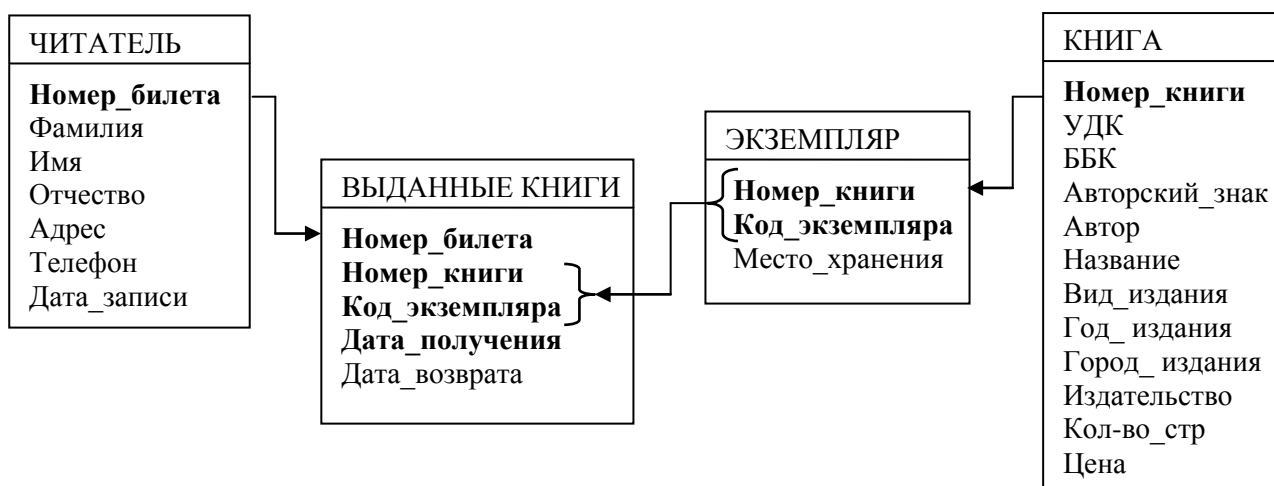 ЧИТАТЕЛЬ
Номер_билета
Фамилия
Имя
Отчество
Адрес
Телефон
Дата_записи
ВЫДАННЫЕ КНИГИ
Номер_билета
Номер_книги
Код_экземпляра
Дата_получения
Дата_возврата
ЭКЗЕМПЛЯР
Номер_книги
Код_экземпляра
Место_хранения
КНИГА
Номер_книги
УДК
ББК
Авторский_знак
Автор
Название
Вид_издания
Год_ издания
Город_ издания
Издательство
Кол-во_стр
Цена